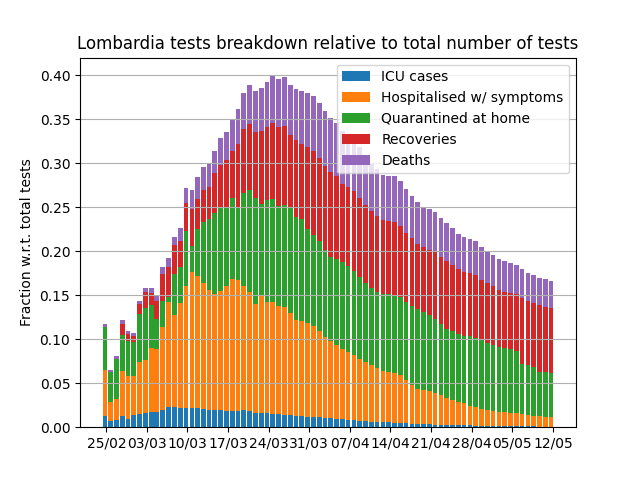 Lombardia tests breakdown relative to total number of tests
Fraction w.r.t. total tests
0.40
0.35
0.30
0.25
0.20
0.15
0.10
0.05
0.00
ICU cases
Hospitalised w/ symptoms
Quarantined at home
Recoveries
Deaths
25/02 03/03 10/03 17/03 24/03 31/03 07/04 14/04 21/04 28/04 05/05 12/05